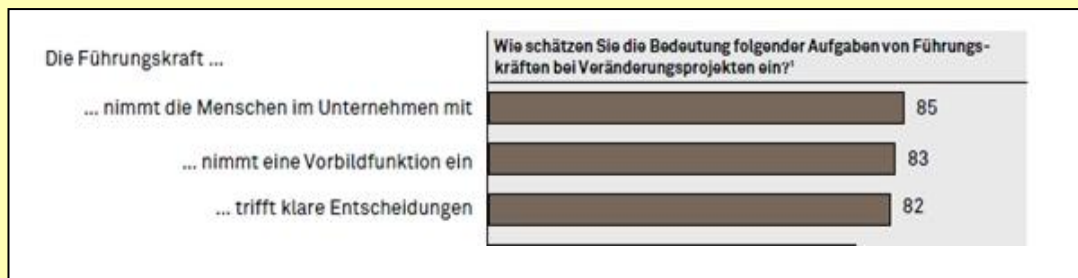 Die Führungskraft ...
Wie schätzen Sie die Bedeutung folgender Aufgaben von Führungs-
kräften bei Veränderungsprojekten ein?¹
... nimmt die Menschen im Unternehmen mit
85
... nimmt eine Vorbildfunktion ein
83
... trifft klare Entscheidungen
82